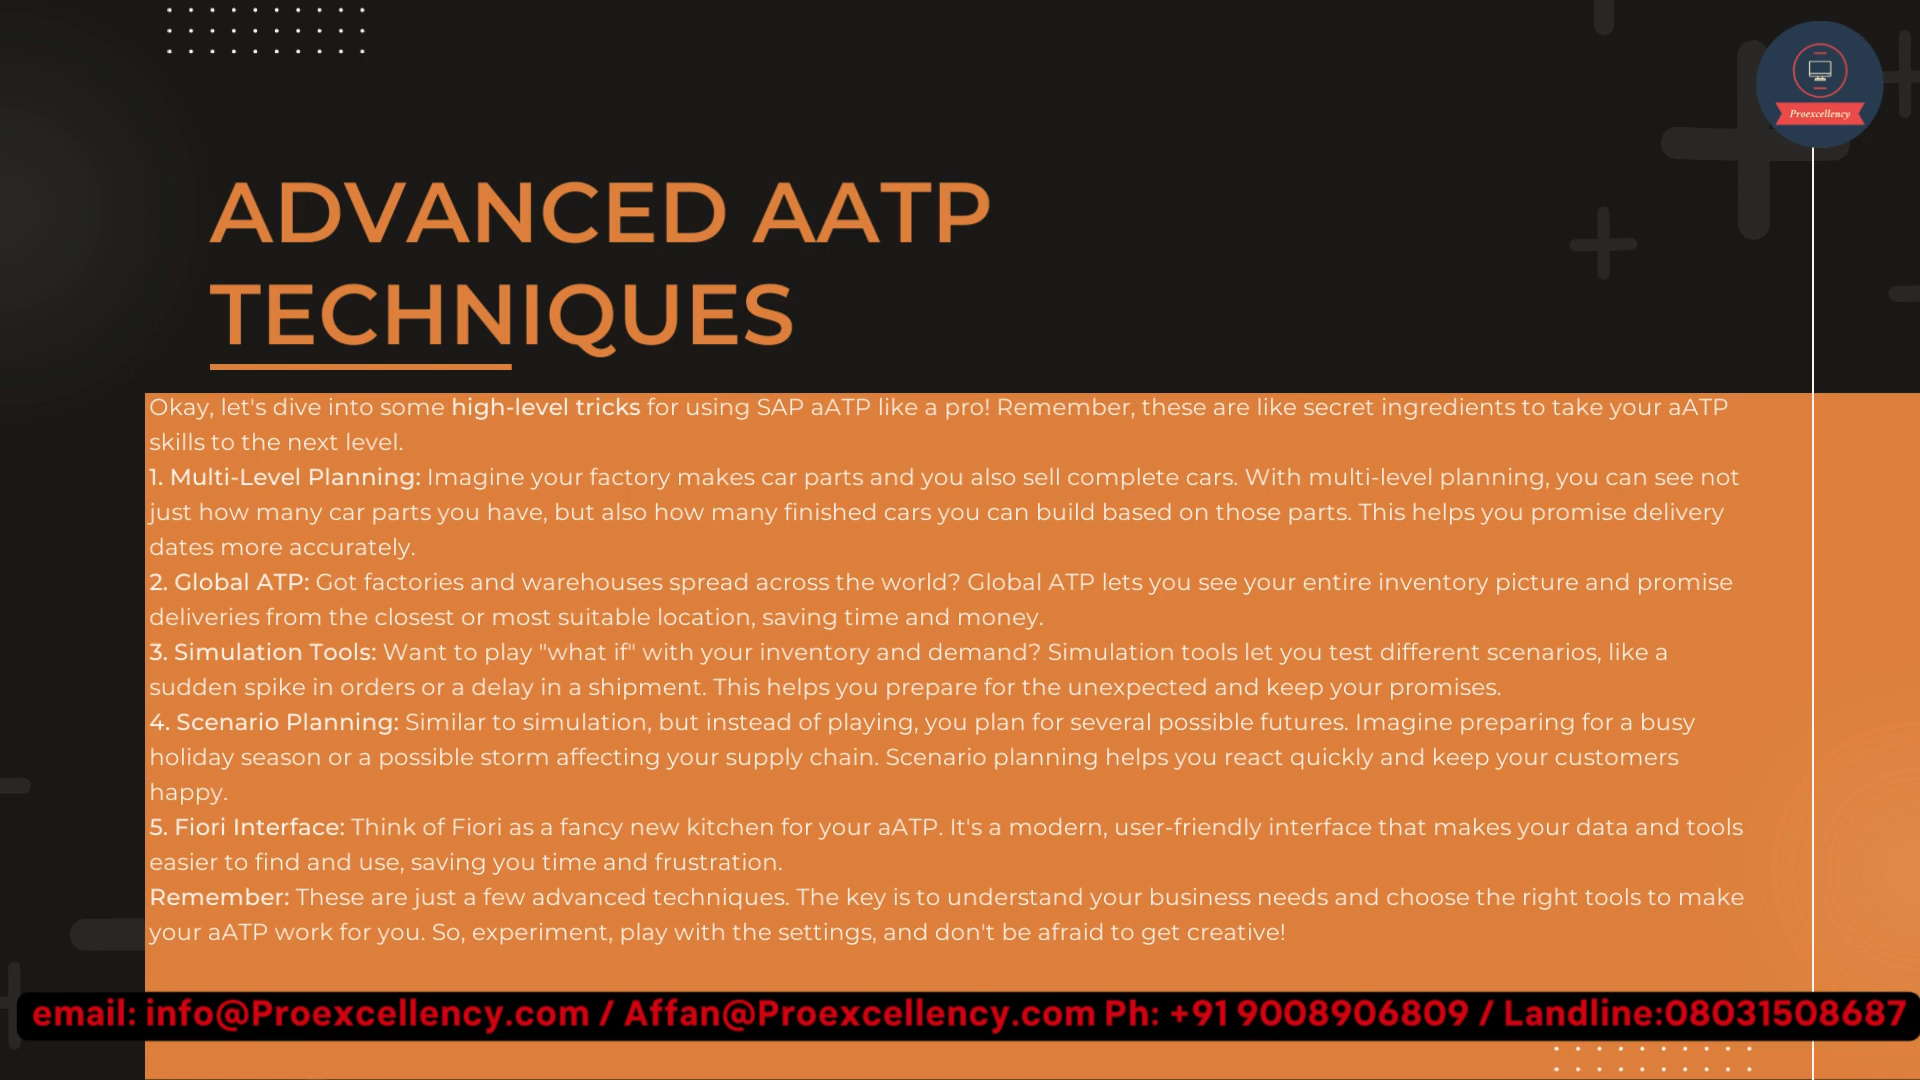 Proexcellency
ADVANCED AATP
TECHNIQUES
Okay, let's dive into some high-level tricks for using SAP aATP like a pro! Remember, these are like secret ingredients to take your aATP
skills to the next level.
1. Multi-Level Planning: Imagine your factory makes car parts and you also sell complete cars. With multi-level planning, you can see not
just how many car parts you have, but also how many finished cars you can build based on those parts. This helps you promise delivery
dates more accurately.
2. Global ATP: Got factories and warehouses spread across the world? Global ATP lets you see your entire inventory picture and promise
deliveries from the closest or most suitable location, saving time and money.
3. Simulation Tools: Want to play "what if" with your inventory and demand? Simulation tools let you test different scenarios, like a
sudden spike in orders or a delay in a shipment. This helps you prepare for the unexpected and keep your promises.
4. Scenario Planning: Similar to simulation, but instead of playing, you plan for several possible futures. Imagine preparing for a busy
holiday season or a possible storm affecting your supply chain. Scenario planning helps you react quickly and keep your customers
happy.
5. Fiori Interface: Think of Fiori as a fancy new kitchen for your aATP. It's a modern, user-friendly interface that makes your data and tools
easier to find and use, saving you time and frustration.
Remember: These are just a few advanced techniques. The key is to understand your business needs and choose the right tools to make
your aATP work for you. So, experiment, play with the settings, and don't be afraid to get creative!
email: info@Proexcellency.com / Affan@Proexcellency.com Ph: +91 9008906809 / Landline:08031508687